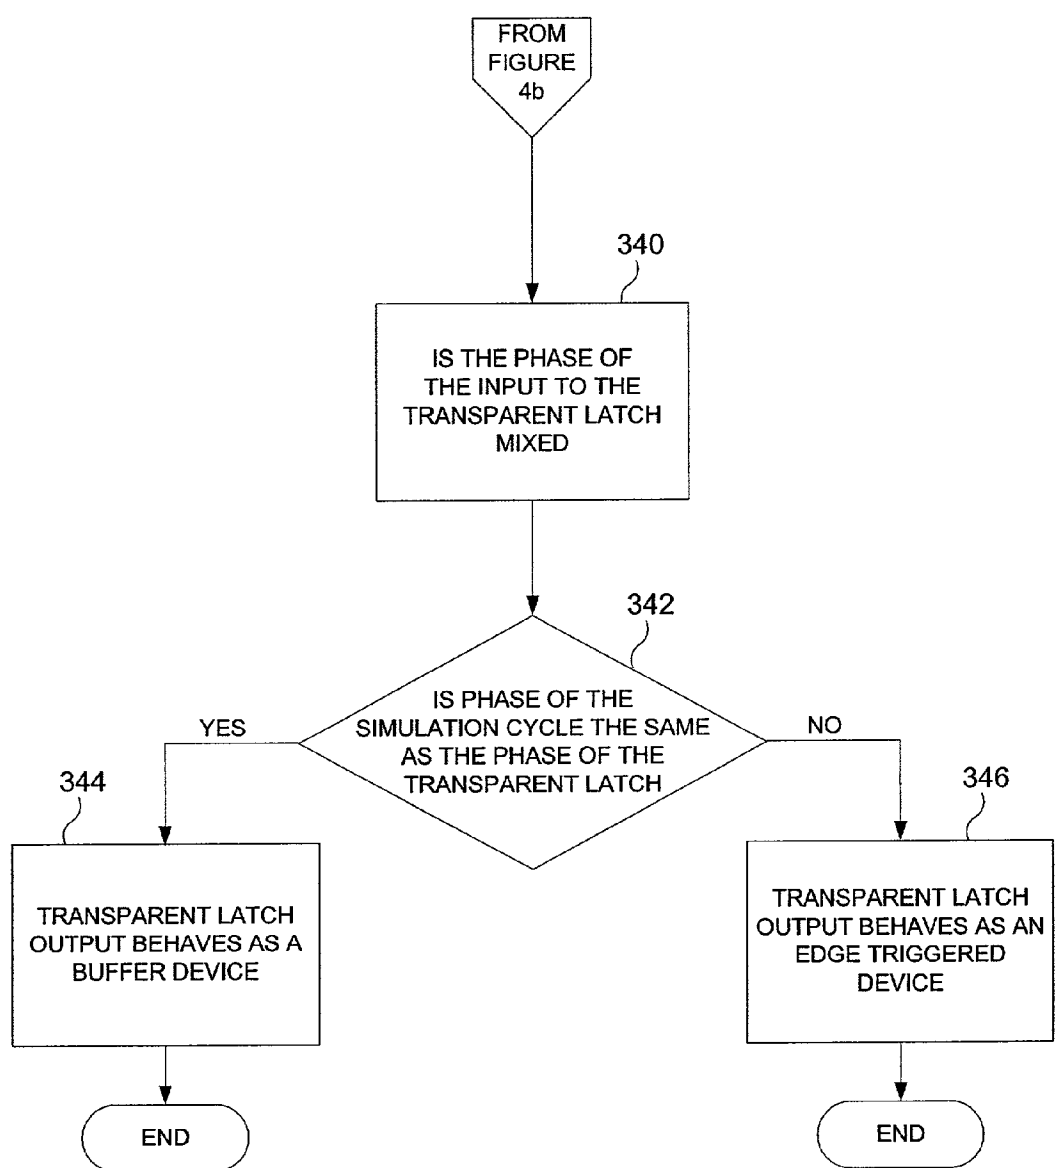 FROM
FIGURE
4b
340
IS THE PHASE OF
THE INPUT TO THE
TRANSPARENT LATCH
MIXED
342
IS PHASE OF THE
SIMULATION CYCLE THE SAME
AS THE PHASE OF THE
TRANSPARENT LATCH
YES
NO
344
TRANSPARENT LATCH
OUTPUT BEHAVES AS A
BUFFER DEVICE
346
TRANSPARENT LATCH
OUTPUT BEHAVES AS AN
EDGE TRIGGERED
DEVICE
END
END